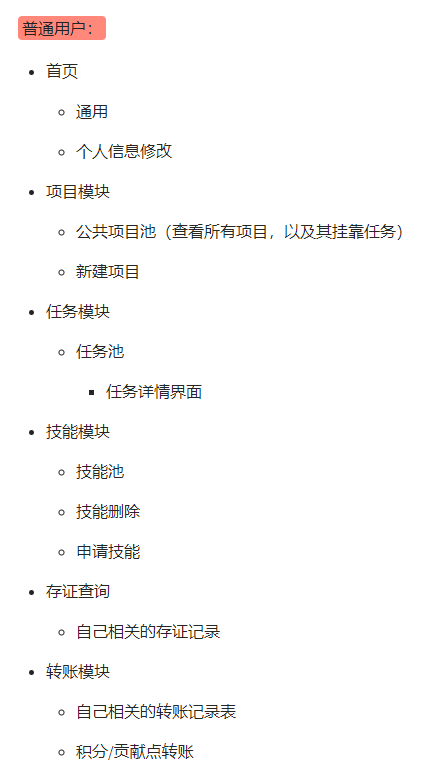 普通用户：
首页
通用
个人信息修改
项目模块
公共项目池（查看所有项目，以及其挂靠任务）
新建项目
任务模块
任务池
任务详情界面
技能模块
技能池
技能删除
申请技能
存证查询
自己相关的存证记录
转账模块
自己相关的转账记录表
积分/贡献点转账